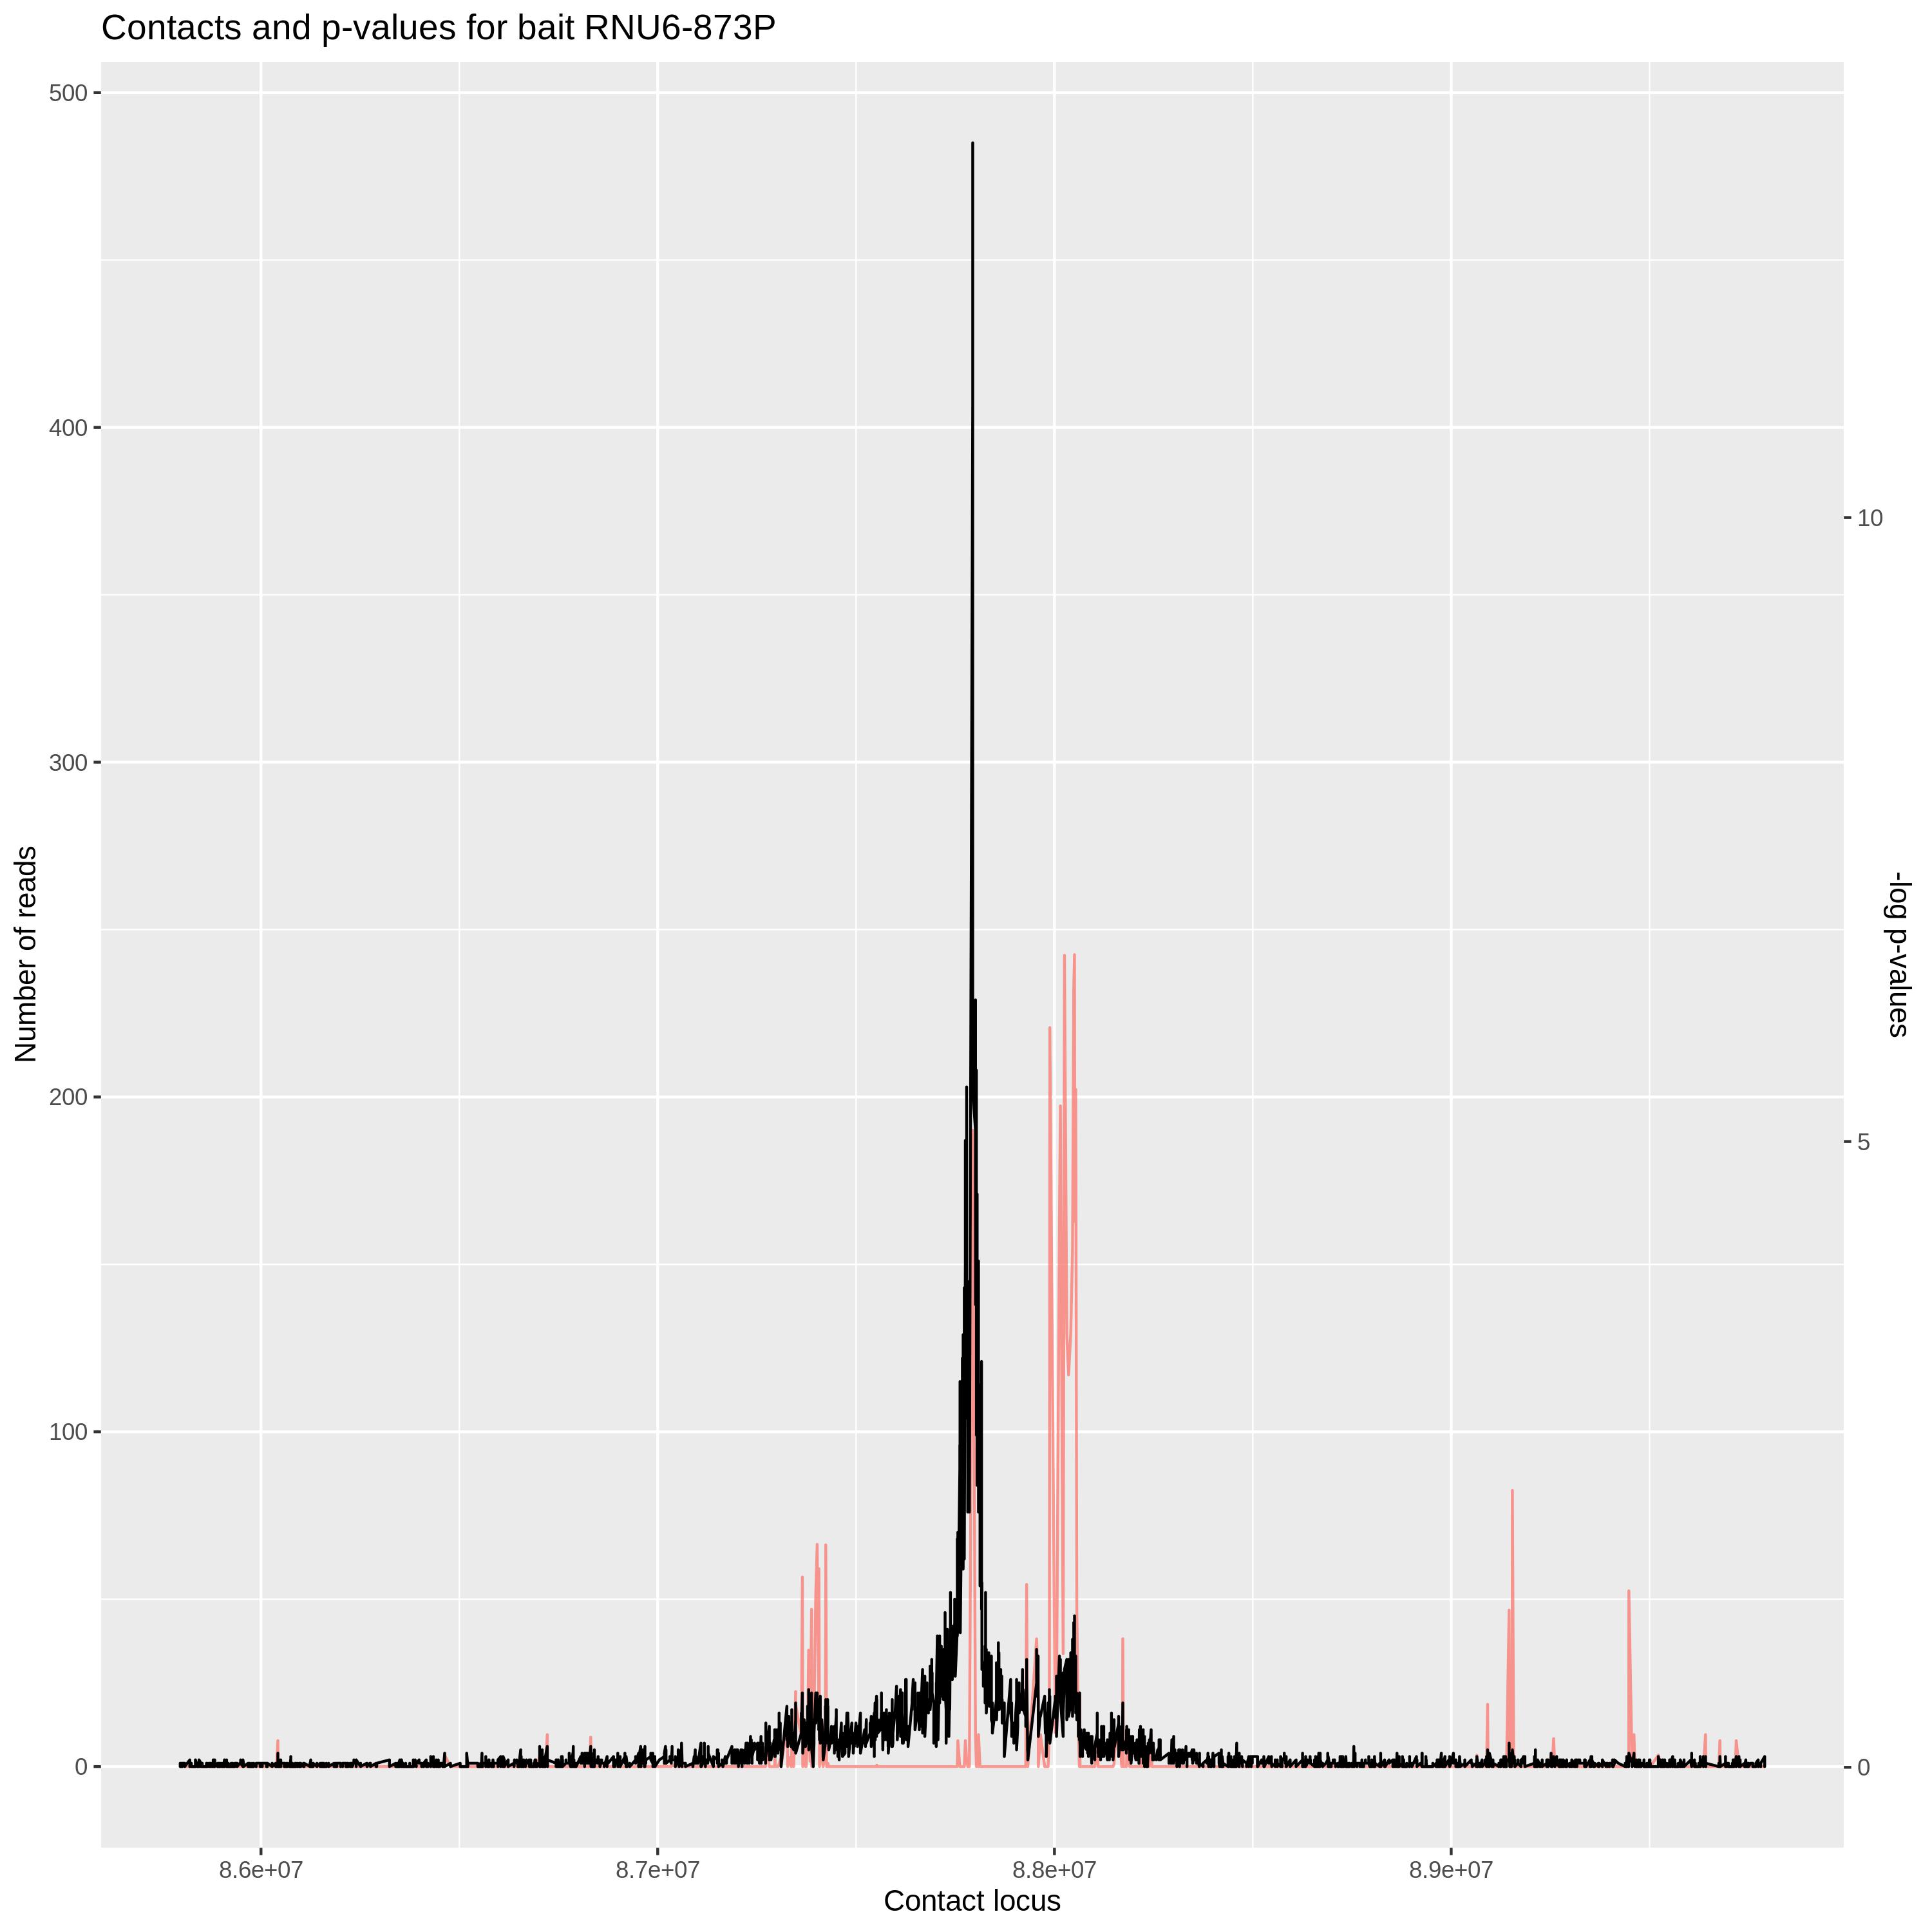 Contacts and p-values for bait RNU6-873P
500
400
300
200
100
0
Number of reads
10
5
0
-log p-values
8.6e+07
8.7e+07
8.8e+07
8.9e+07
Contact locus